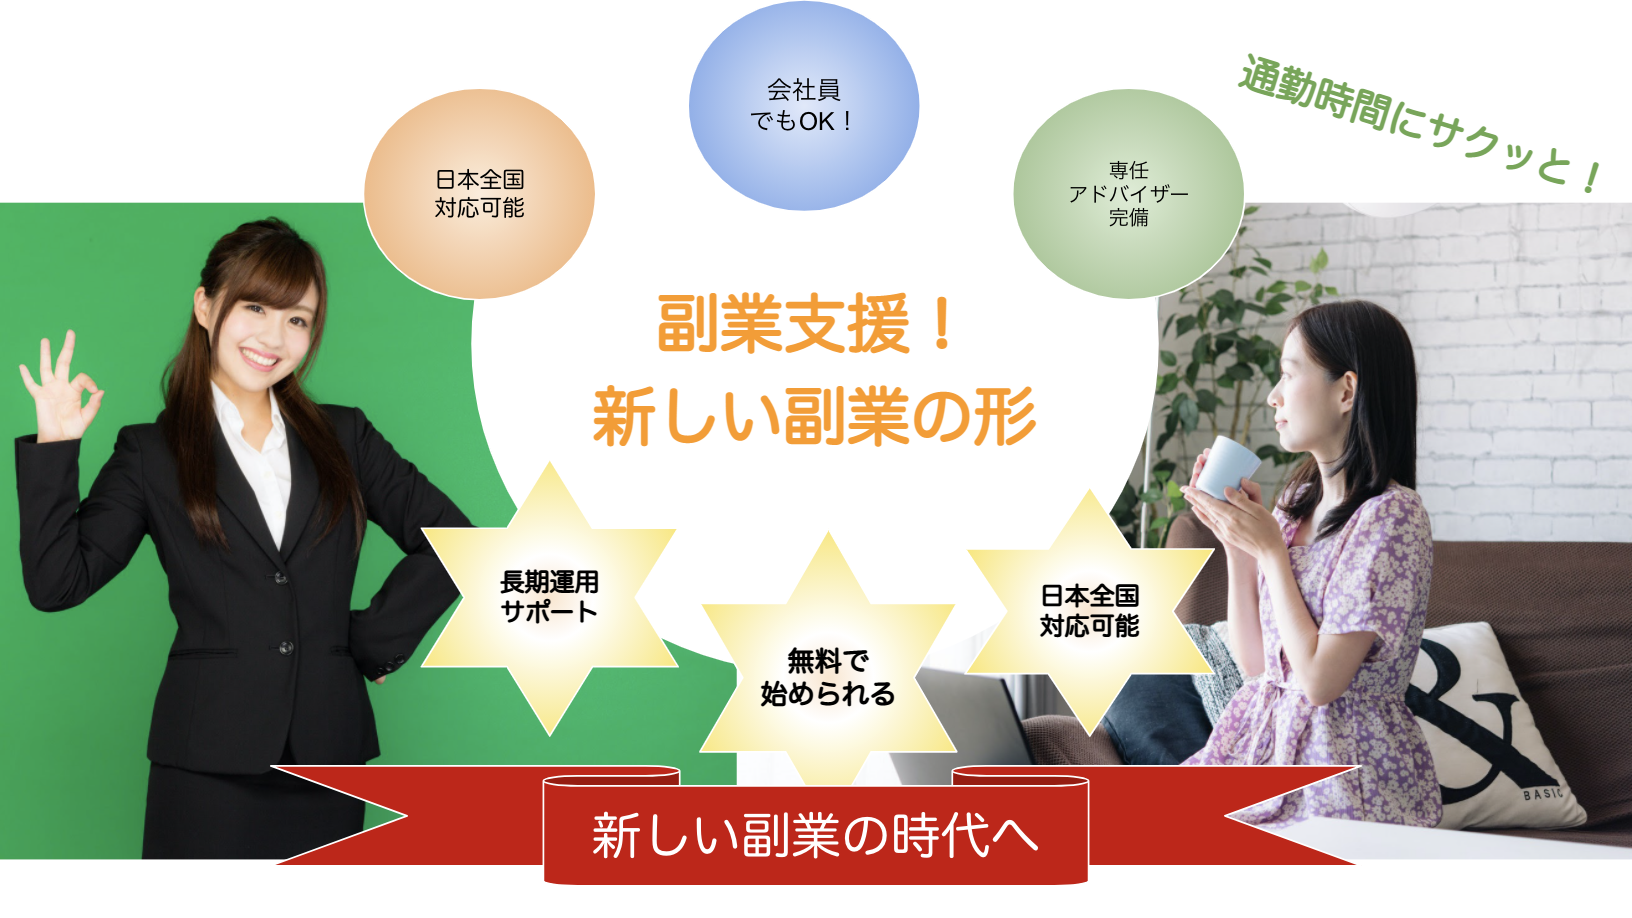 会社員
でもOK！
通勤時間にサクッと！
日本全国
対応可能
専任
アドバイザー
完備
副業支援！
新しい副業の形
長期運用
サポート
無料で
始められる
日本全国
対応可能
&
BASIC
新しい副業の時代へ